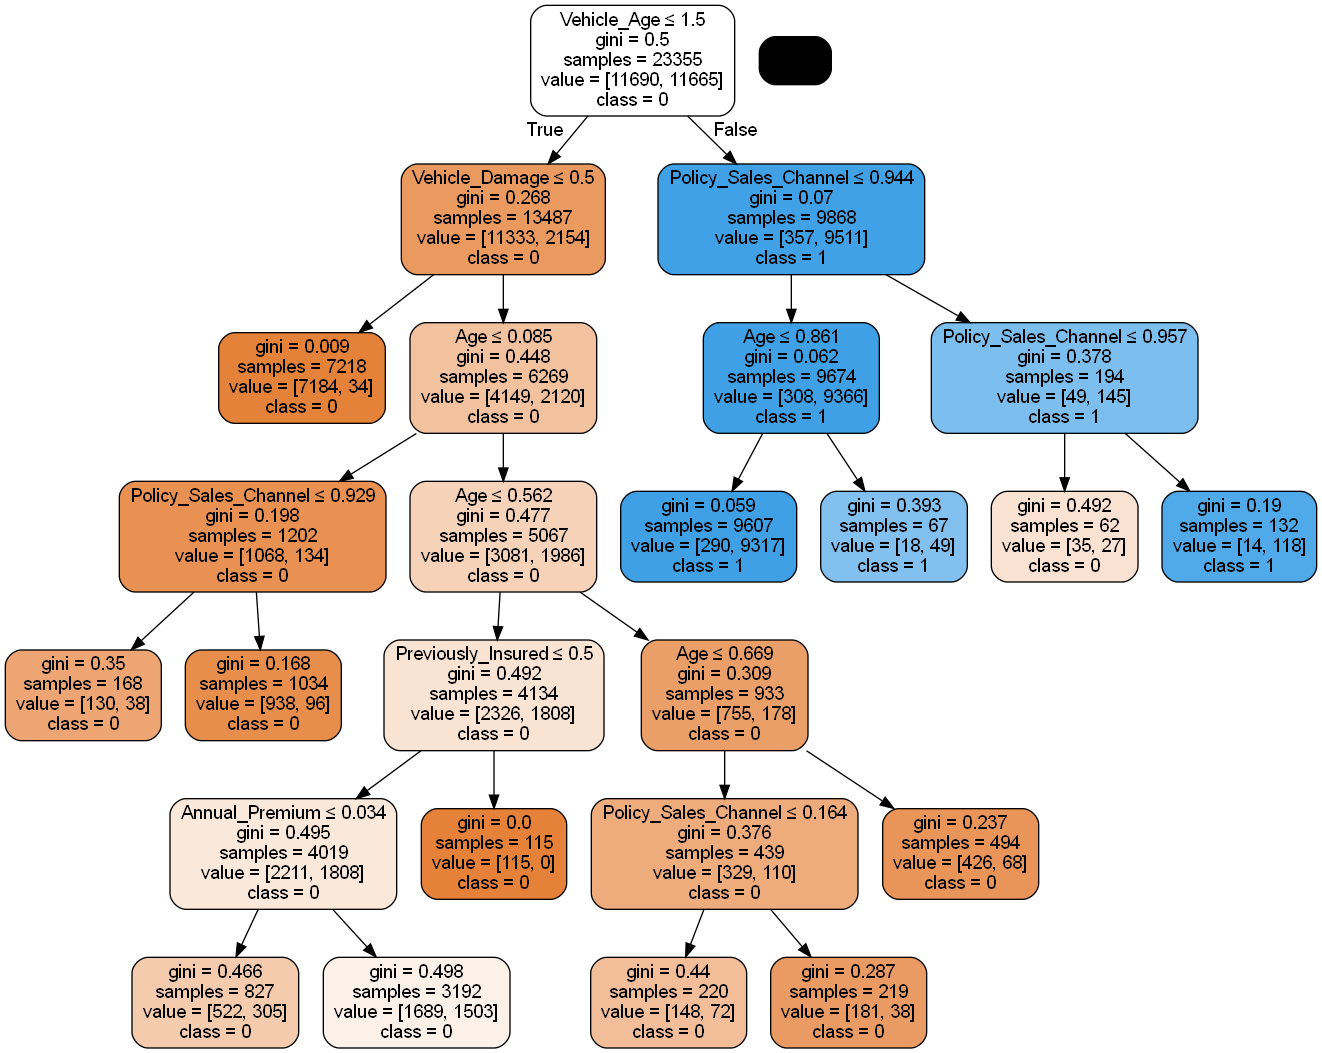 Vehicle_Age ≤ 1.5
gini = 0.5
samples = 23355
value = [11690, 11665]
class = 0
True
False
Vehicle_Damage ≤ 0.5
gini = 0.268
samples = 13487
value = [11333, 2154]
class = 0
Policy_Sales_Channel ≤ 0.944
gini = 0.07
samples = 9868
value = [357, 9511]
class = 1
gini = 0.009
samples = 7218
value = [7184, 34]
class = 0
Age ≤ 0.085
gini = 0.448
samples = 6269
value = [4149, 2120]
class = 0
Age ≤ 0.861
gini = 0.062
samples = 9674
value = [308, 9366]
class = 1
Policy_Sales_Channel ≤ 0.957
gini = 0.378
samples = 194
value = [49, 145]
class = 1
Policy_Sales_Channel ≤ 0.929
gini = 0.198
samples = 1202
value = [1068, 134]
class = 0
Age ≤ 0.562
gini = 0.477
samples = 5067
value = [3081, 1986]
class = 0
gini = 0.059
samples = 9607
value = [290, 9317]
class = 1
gini = 0.393
samples = 67
value = [18, 49]
class = 1
gini = 0.492
samples = 62
value = [35, 27]
class = 0
gini = 0.19
samples = 132
value = [14, 118]
class = 1
gini = 0.35
samples = 168
value = [130, 38]
class = 0
gini = 0.168
samples = 1034
value = [938, 96]
class = 0
Previously_Insured ≤ 0.5
gini = 0.492
samples = 4134
value = [2326, 1808]
class = 0
Age ≤ 0.669
gini = 0.309
samples = 933
value = [755, 178]
class = 0
Annual_Premium ≤ 0.034
gini = 0.495
samples = 4019
value = [2211, 1808]
class = 0
gini = 0.0
samples = 115
value = [115, 0]
class = 0
Policy_Sales_Channel ≤ 0.164
gini = 0.376
samples = 439
value = [329, 110]
class = 0
gini = 0.237
samples = 494
value = [426, 68]
class = 0
gini = 0.466
samples = 827
value = [522, 305]
class = 0
gini = 0.498
samples = 3192
value = [1689, 1503]
class = 0
gini = 0.44
samples = 220
value = [148, 72]
class = 0
gini = 0.287
samples = 219
value = [181, 38]
class = 0